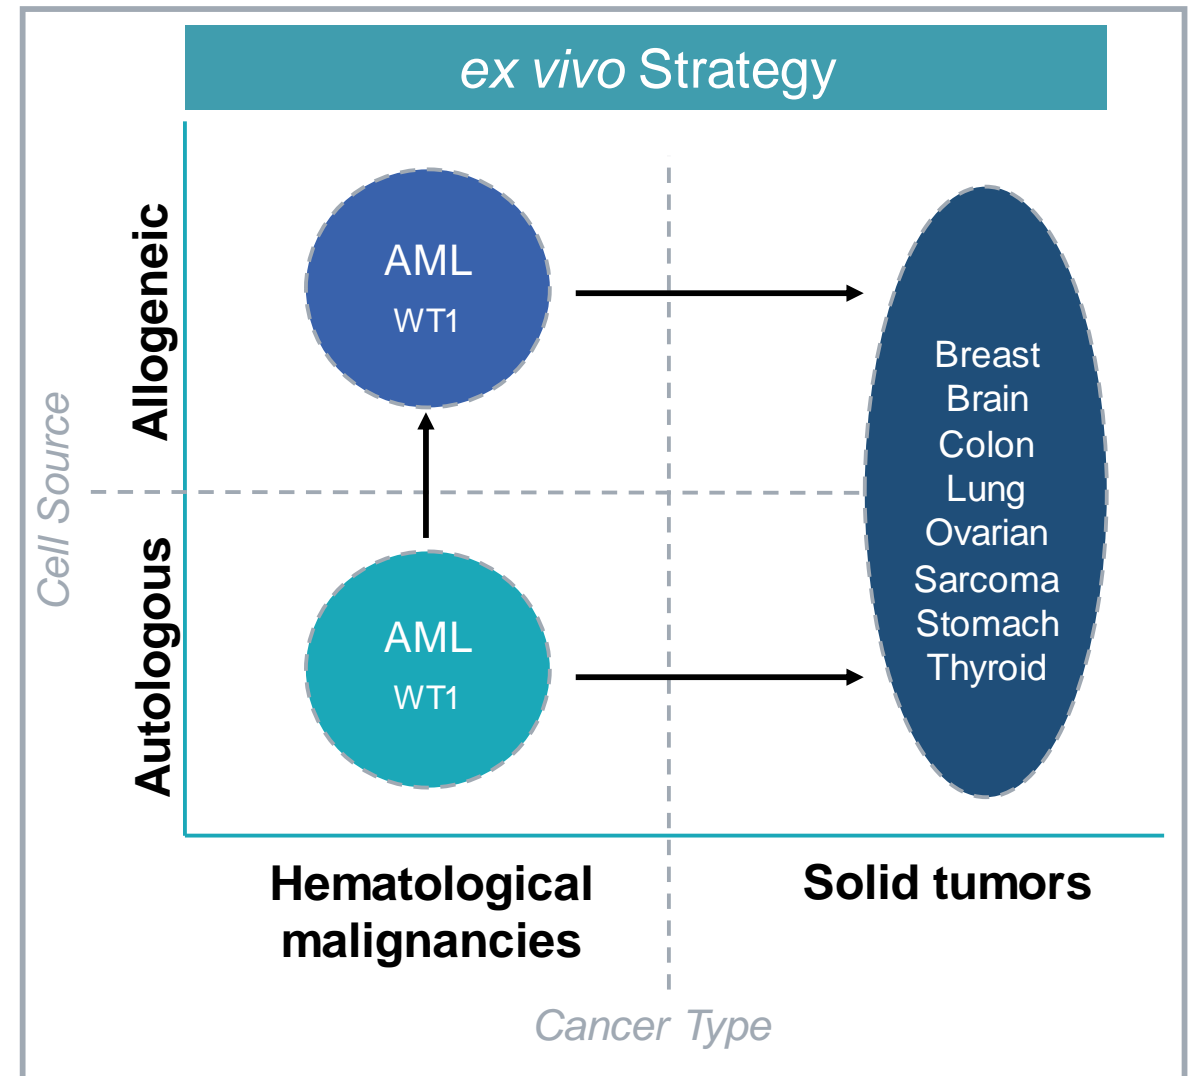 ex vivo Strategy
Cell Source
Allogeneic
Autologous
AML
WT1
AML
WT1
Breast
Brain
Colon
Lung
Ovarian
Sarcoma
Stomach
Thyroid
Hematological
malignancies
Solid tumors
Cancer Type